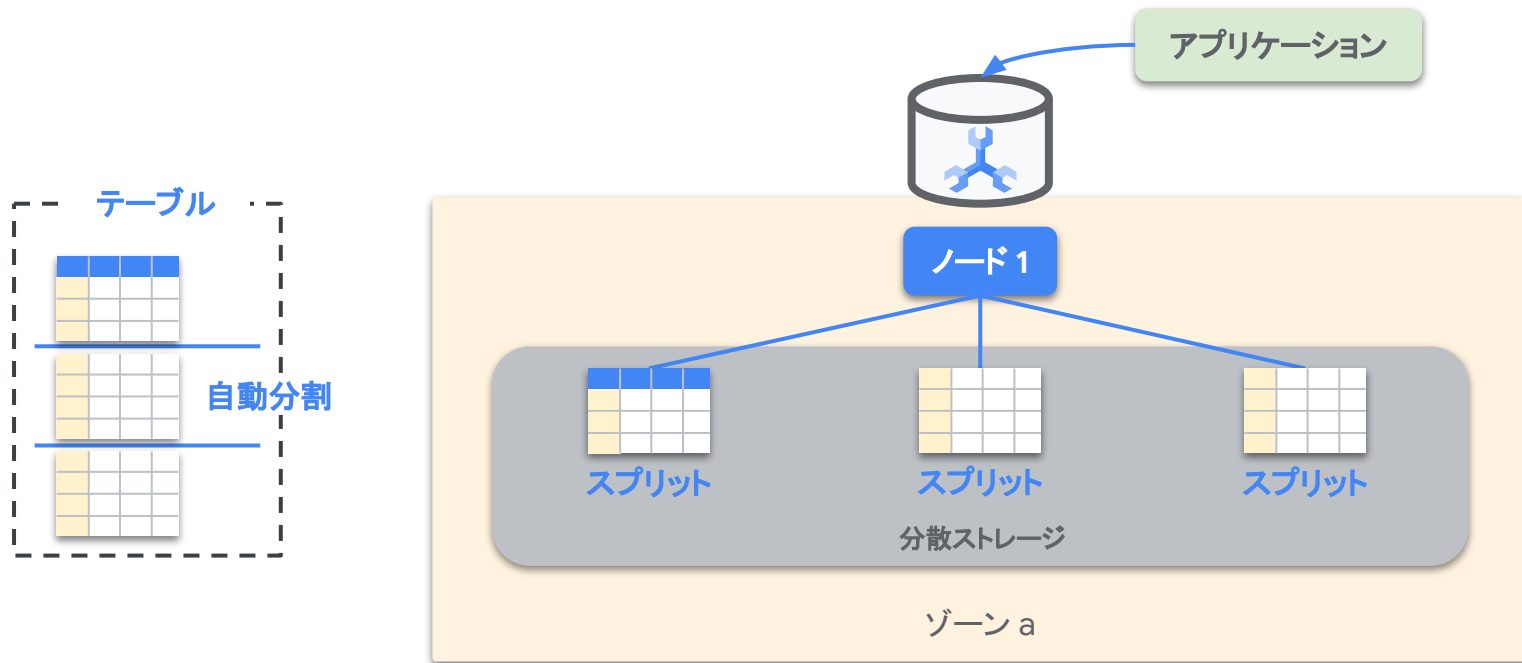 アプリケーション
テーブル
ノード 1
自動分割
スプリット
スプリット
スプリット
分散ストレージ
ゾーン a